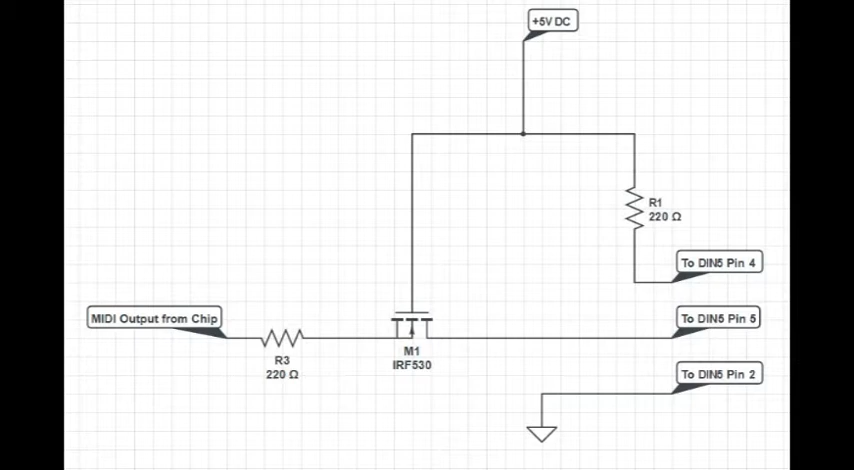 +5V DC
R1
220 Ω
To DIN5 Pin 4
MIDI Output from Chip
To DIN5 Pin 5
R3
220 Ω
M1
IRF530
To DIN5 Pin 2